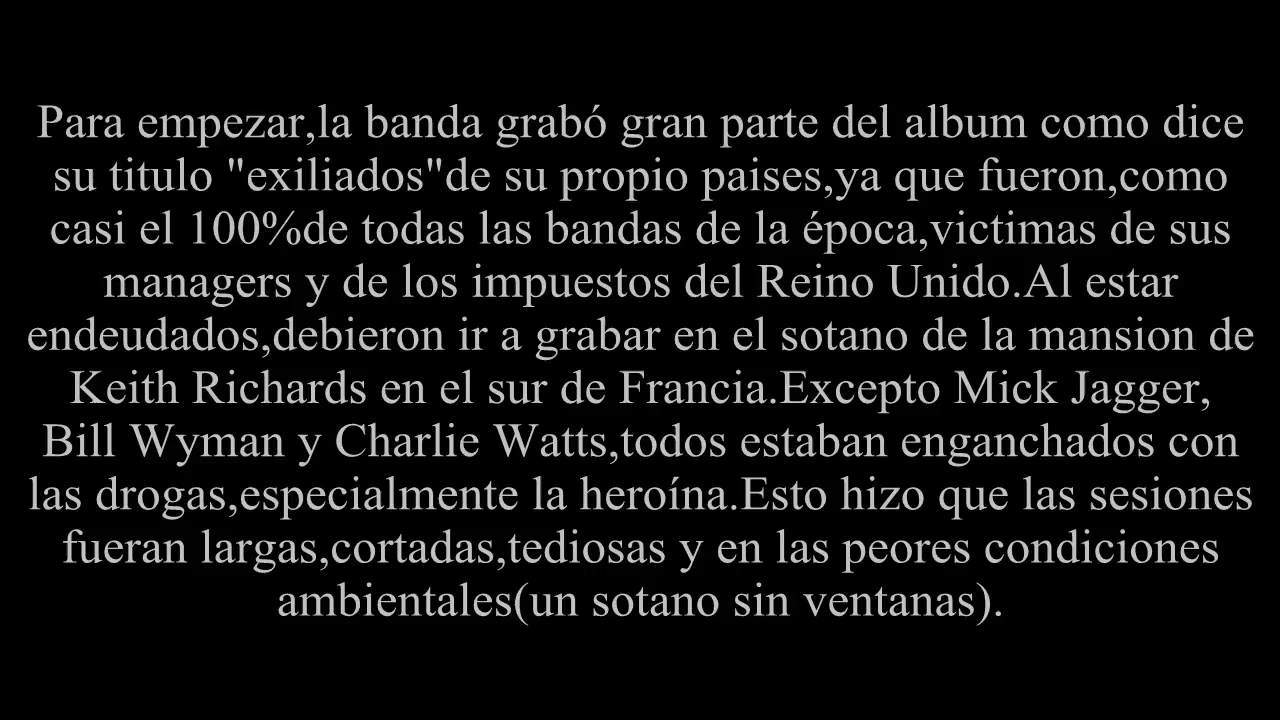 Para empezar,la banda grabó gran parte del album como dice
su titulo "exiliados"de su propio paises,ya que fueron,como
casi el 100%de todas las bandas de la época,victimas de sus
managers y de los impuestos del Reino Unido.Al estar
endeudados,debieron ir a grabar en el sotano de la mansion de
Keith Richards en el sur de Francia.Excepto Mick Jagger,
Bill Wyman y Charlie Watts,todos estaban enganchados con
las drogas,especialmente la heroína.Esto hizo que las sesiones
fueran largas,cortadas,tediosas y en las peores condiciones
ambientales(un sotano sin ventanas).